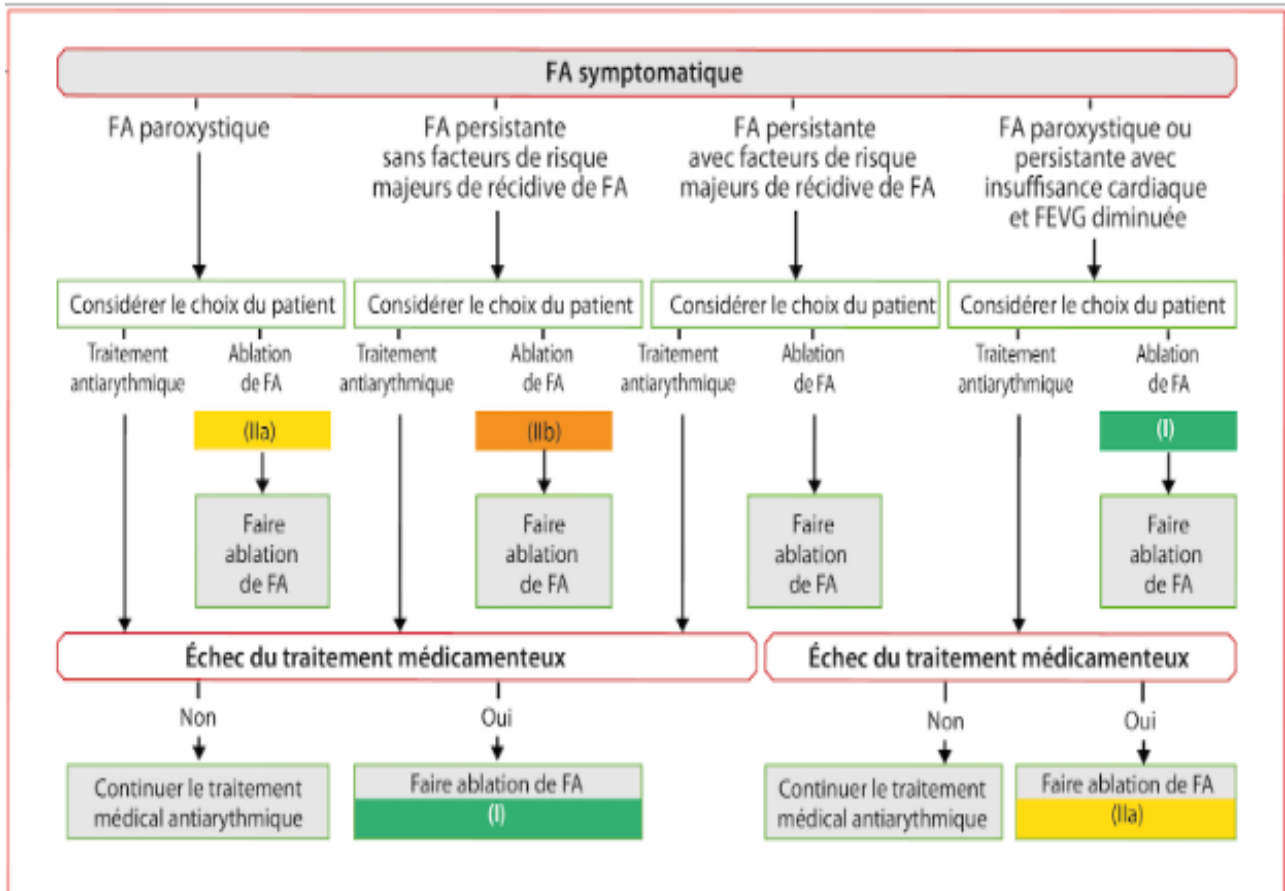 FA symptomatique
FA paroxystique
FA persistante
sans facteurs de risque
majeurs de récidive de FA
FA persistante
avec facteurs de risque
majeurs de récidive de FA
FA paroxystique ou
persistante avec
insuffisance cardiaque
et FEVG diminuée
Considérer le choix du patient
Considérer le choix du patient
Considérer le choix du patient
Considérer le choix du patient
Traitement
antiarythmique
Ablation
de FA
Traitement
antiarythmique
Ablation
de FA
Traitement
antiarythmique
Ablation
de FA
Traitement
antiarythmique
Ablation
de FA
(IIa)
(IIb)
(I)
Faire
ablation
de FA
Faire
ablation
de FA
Faire
ablation
de FA
Faire
ablation
de FA
Échec du traitement médicamenteux
Échec du traitement médicamenteux
Non
Oui
Non
Oui
Continuer le traitement
médical antiarythmique
Faire ablation de FA
(I)
Continuer le traitement
médical antiarythmique
Faire ablation de FA
(IIa)